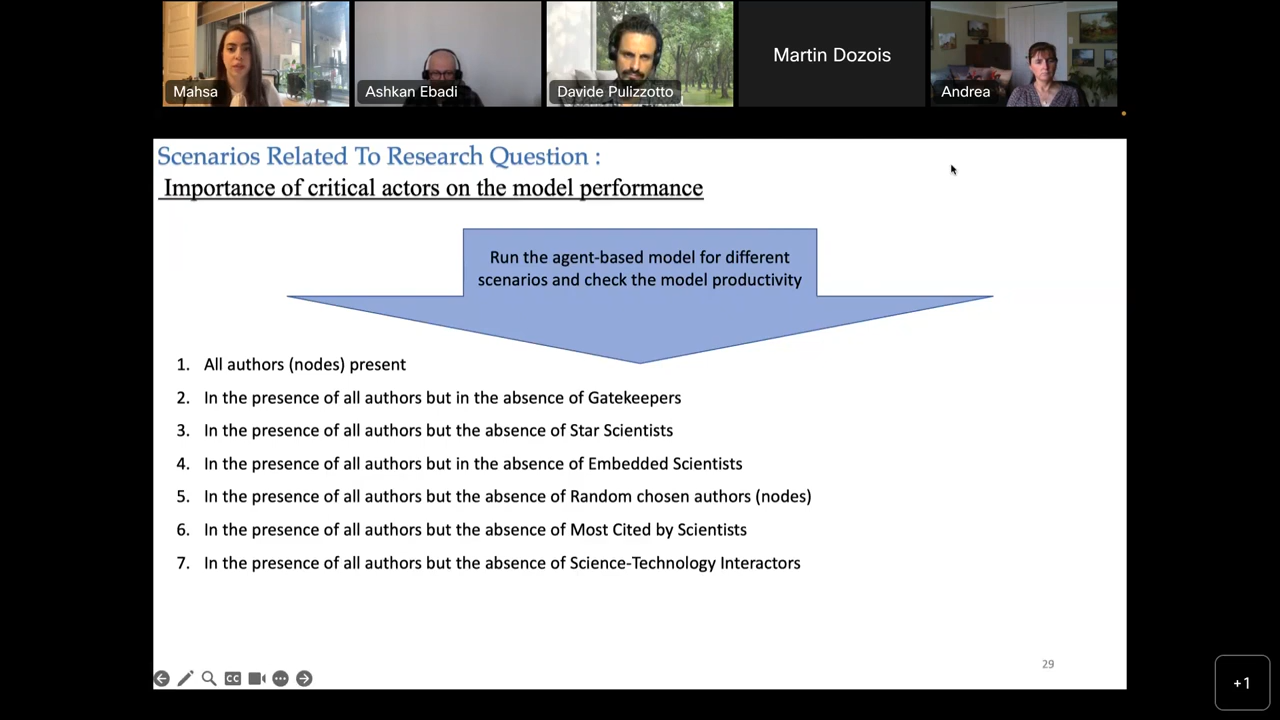 Mahsa
Ashkan Ebadi
Davide Pulizzotto
Martin Dozois
Andrea
Scenarios Related To Research Question :
Importance of critical actors on the model performance
Run the agent-based model for different
scenarios and check the model productivity
1. All authors (nodes) present
2. In the presence of all authors but in the absence of Gatekeepers
3. In the presence of all authors but the absence of Star Scientists
4. In the presence of all authors but in the absence of Embedded Scientists
5. In the presence of all authors but the absence of Random chosen authors (nodes)
6. In the presence of all authors but the absence of Most Cited by Scientists
7. In the presence of all authors but the absence of Science-Technology Interactors
29
CC
+1